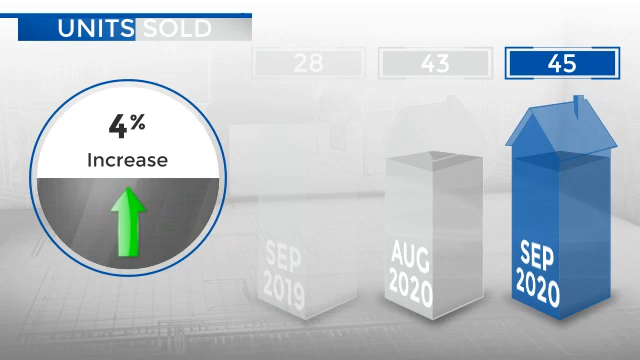 UNITS SOLD
28
43
45
4%
Increase
SEP
2019
AUG
2020
SEP
2020